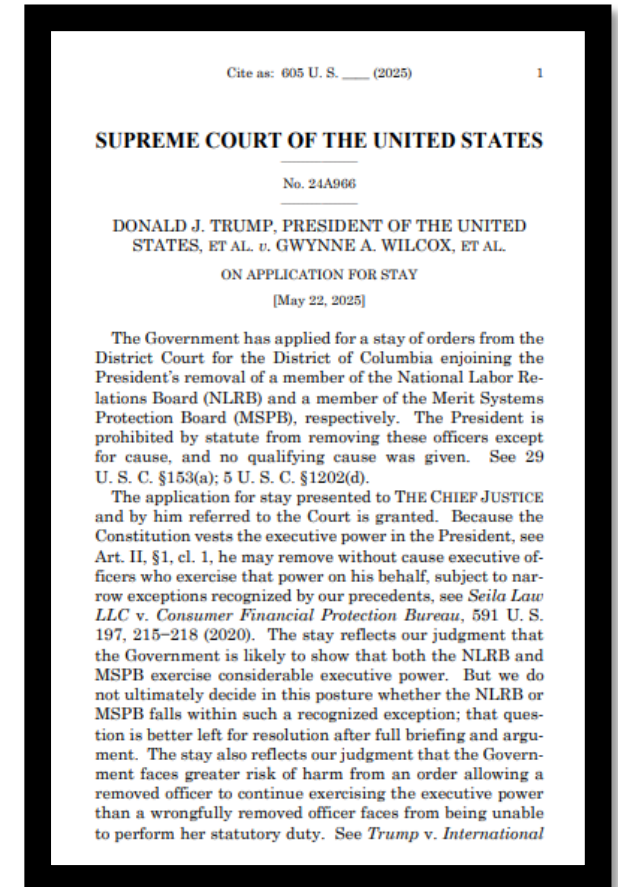 Cite as: 605 U. S. ____ (2025) 1
SUPREME COURT OF THE UNITED STATES
No. 24A966
DONALD J. TRUMP, PRESIDENT OF THE UNITED
STATES, ET AL. v. GWYNNE A. WILCOX, ET AL.
ON APPLICATION FOR STAY
[May 22, 2025]
The Government has applied for a stay of orders from the
District Court for the District of Columbia enjoining the
President’s removal of a member of the National Labor Re-
lations Board (NLRB) and a member of the Merit Systems
Protection Board (MSPB), respectively. The President is
prohibited by statute from removing these officers except
for cause, and no qualifying cause was given. See 29
U. S. C. §153(a); 5 U. S. C. §1202(d).
The application for stay presented to THE CHIEF JUSTICE
and by him referred to the Court is granted. Because the
Constitution vests the executive power in the President, see
Art. II, §1, cl. 1, he may remove without cause executive of-
ficers who exercise that power on his behalf, subject to nar-
row exceptions recognized by our precedents, see Seila Law
LLC v. Consumer Financial Protection Bureau, 591 U. S.
197, 215–218 (2020). The stay reflects our judgment that
the Government is likely to show that both the NLRB and
MSPB exercise considerable executive power. But we do
not ultimately decide in this posture whether the NLRB or
MSPB falls within such a recognized exception; that ques-
tion is better left for resolution after full briefing and argu-
ment. The stay also reflects our judgment that the Govern-
ment faces greater risk of harm from an order allowing a
removed officer to continue exercising the executive power
than a wrongfully removed officer faces from being unable
to perform her statutory duty. See Trump v. International